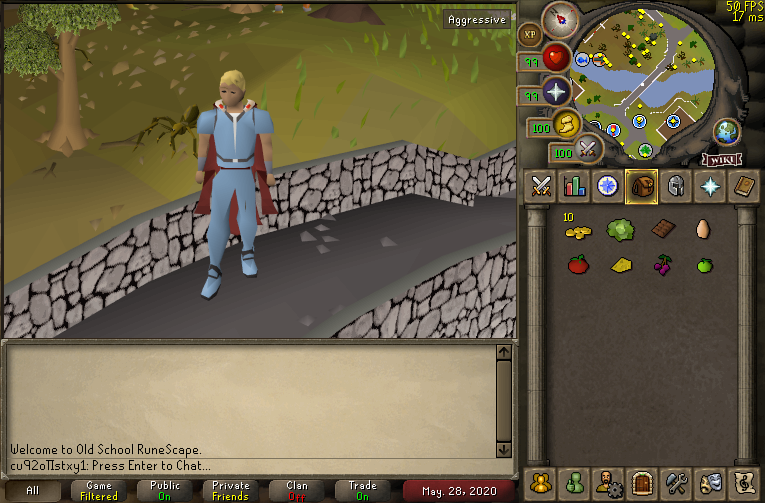 Aggressive
50 FPS
17 ms
XP
99
99
100
100
WIKI
10
Welcome to Old School RuneScape.
cu92oTIstxy1: Press Enter to Chat...
All
Game
Filtered
Public
On
Private
Friends
Clan
Off
Trade
On
May. 28, 2020